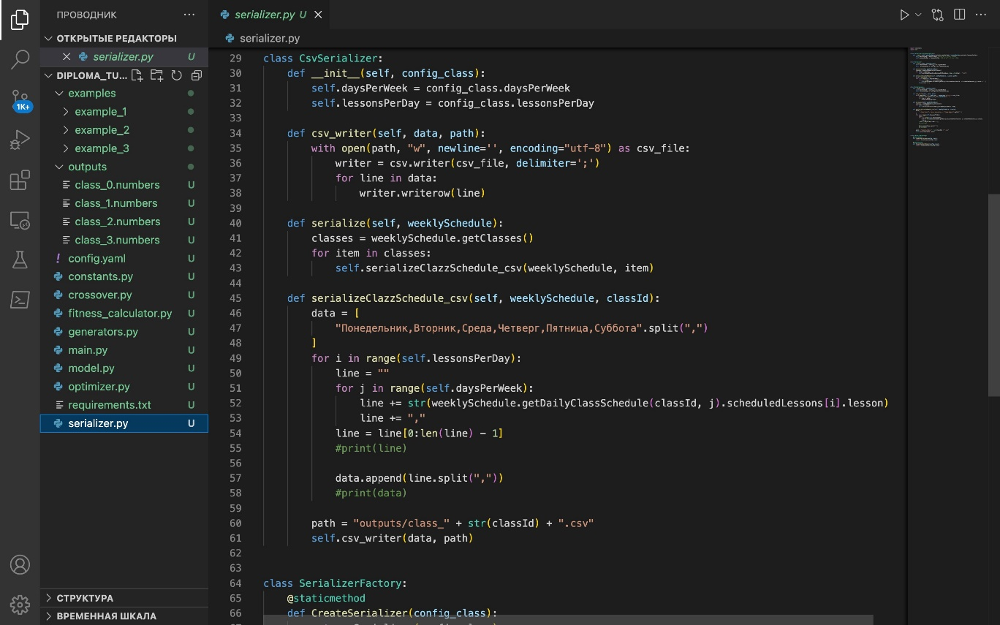 ПРОВОДНИК
ОТКРЫТЫЕ РЕДАКТОРЫ
serializer.py U
DIPLOMA_TU...
examples
example_1
example_2
example_3
outputs
class_0.numbers U
class_1.numbers U
class_2.numbers U
class_3.numbers U
config.yaml U
constants.py U
crossover.py U
fitness_calculator.py U
generators.py U
main.py U
model.py U
optimizer.py U
requirements.txt U
serializer.py U
СТРУКТУРА
ВРЕМЕННАЯ ШКАЛА
1K+
serializer.py U
serializer.py
29 class CsvSerializer:
30 def __init__(self, config_class):
31 self.daysPerWeek = config_class.daysPerWeek
32 self.lessonsPerDay = config_class.lessonsPerDay
33
34 def csv_writer(self, data, path):
35 with open(path, "w", newline='', encoding="utf-8") as csv_file:
36 writer = csv.writer(csv_file, delimiter=';')
37 for line in data:
38 writer.writerow(line)
39
40 def serialize(self, weeklySchedule):
41 classes = weeklySchedule.getClasses()
42 for item in classes:
43 self.serializeClazzSchedule_csv(weeklySchedule, item)
44
45 def serializeClazzSchedule_csv(self, weeklySchedule, classId):
46 data = [
47 "Понедельник,Вторник,Среда,Четверг,Пятница,Суббота".split(",")
48 ]
49 for i in range(self.lessonsPerDay):
50 line = ""
51 for j in range(self.daysPerWeek):
52 line += str(weeklySchedule.getDailyClassSchedule(classId, j).scheduledLessons[i].lesson)
53 line += ","
54 line = line[0:len(line) - 1]
55 #print(line)
56
57 data.append(line.split(","))
58 #print(data)
59
60 path = "outputs/class_" + str(classId) + ".csv"
61 self.csv_writer(data, path)
62
63
64 class SerializerFactory:
65 @staticmethod
66 def CreateSerializer(config_class):